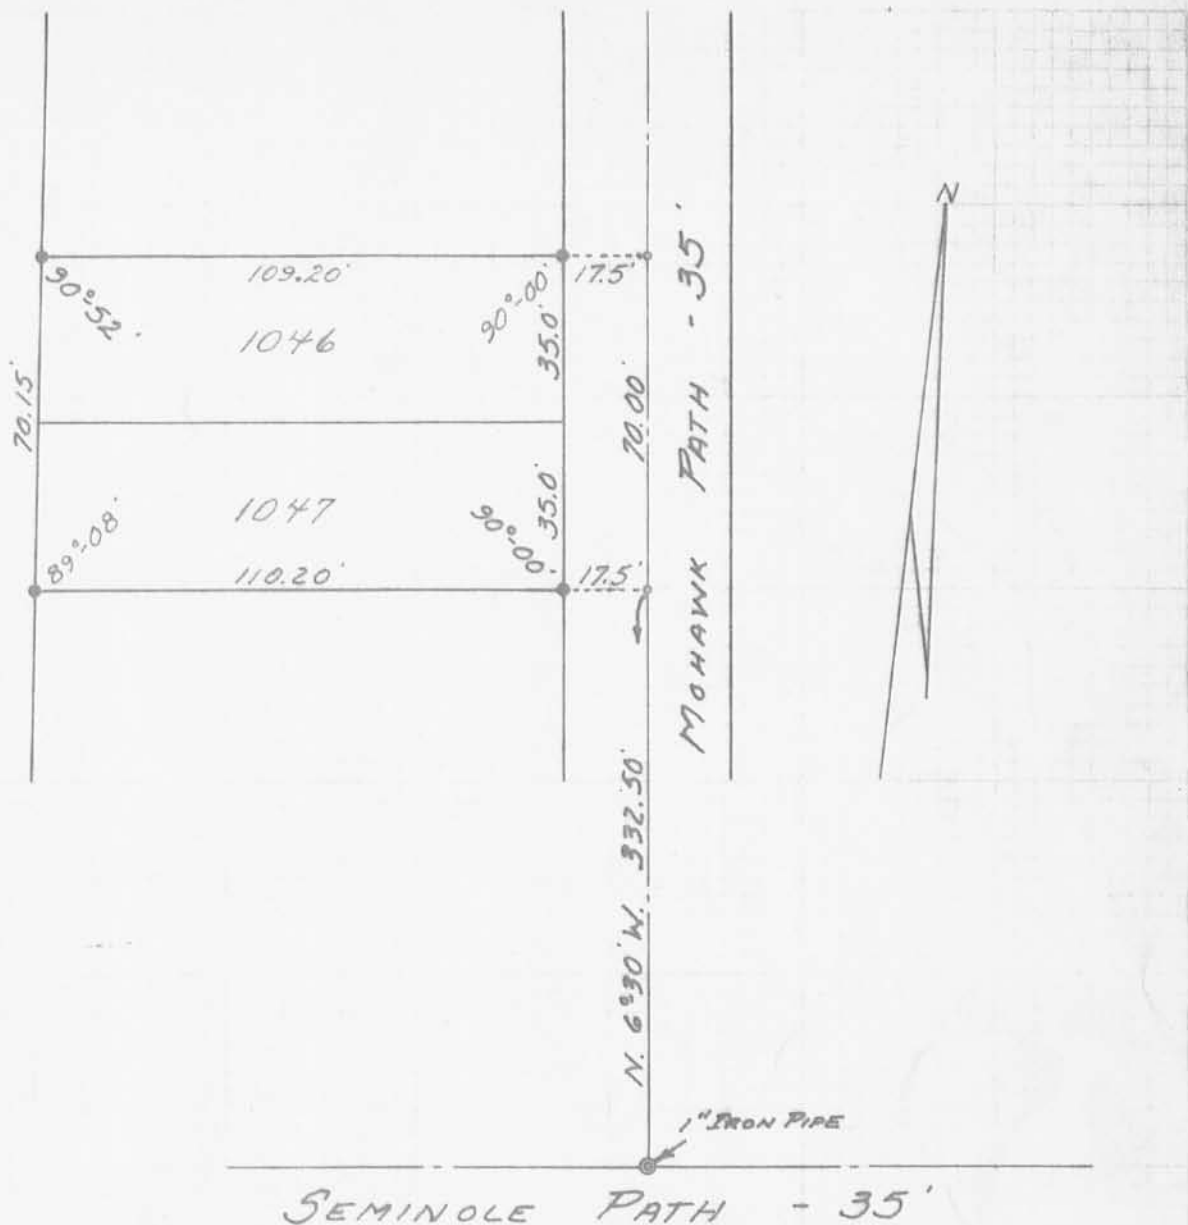 N
109.20'
17.5'
90°-52'
90°-00'
1046
35.0'
70.15'
70.00'
MOHAWK PATH - 35'
1047
35.0'
89°-08'
90°-00'
110.20'
17.5'
N. 6°30' W. 332.50'
1" IRON PIPE
SEMINOLE PATH - 35'